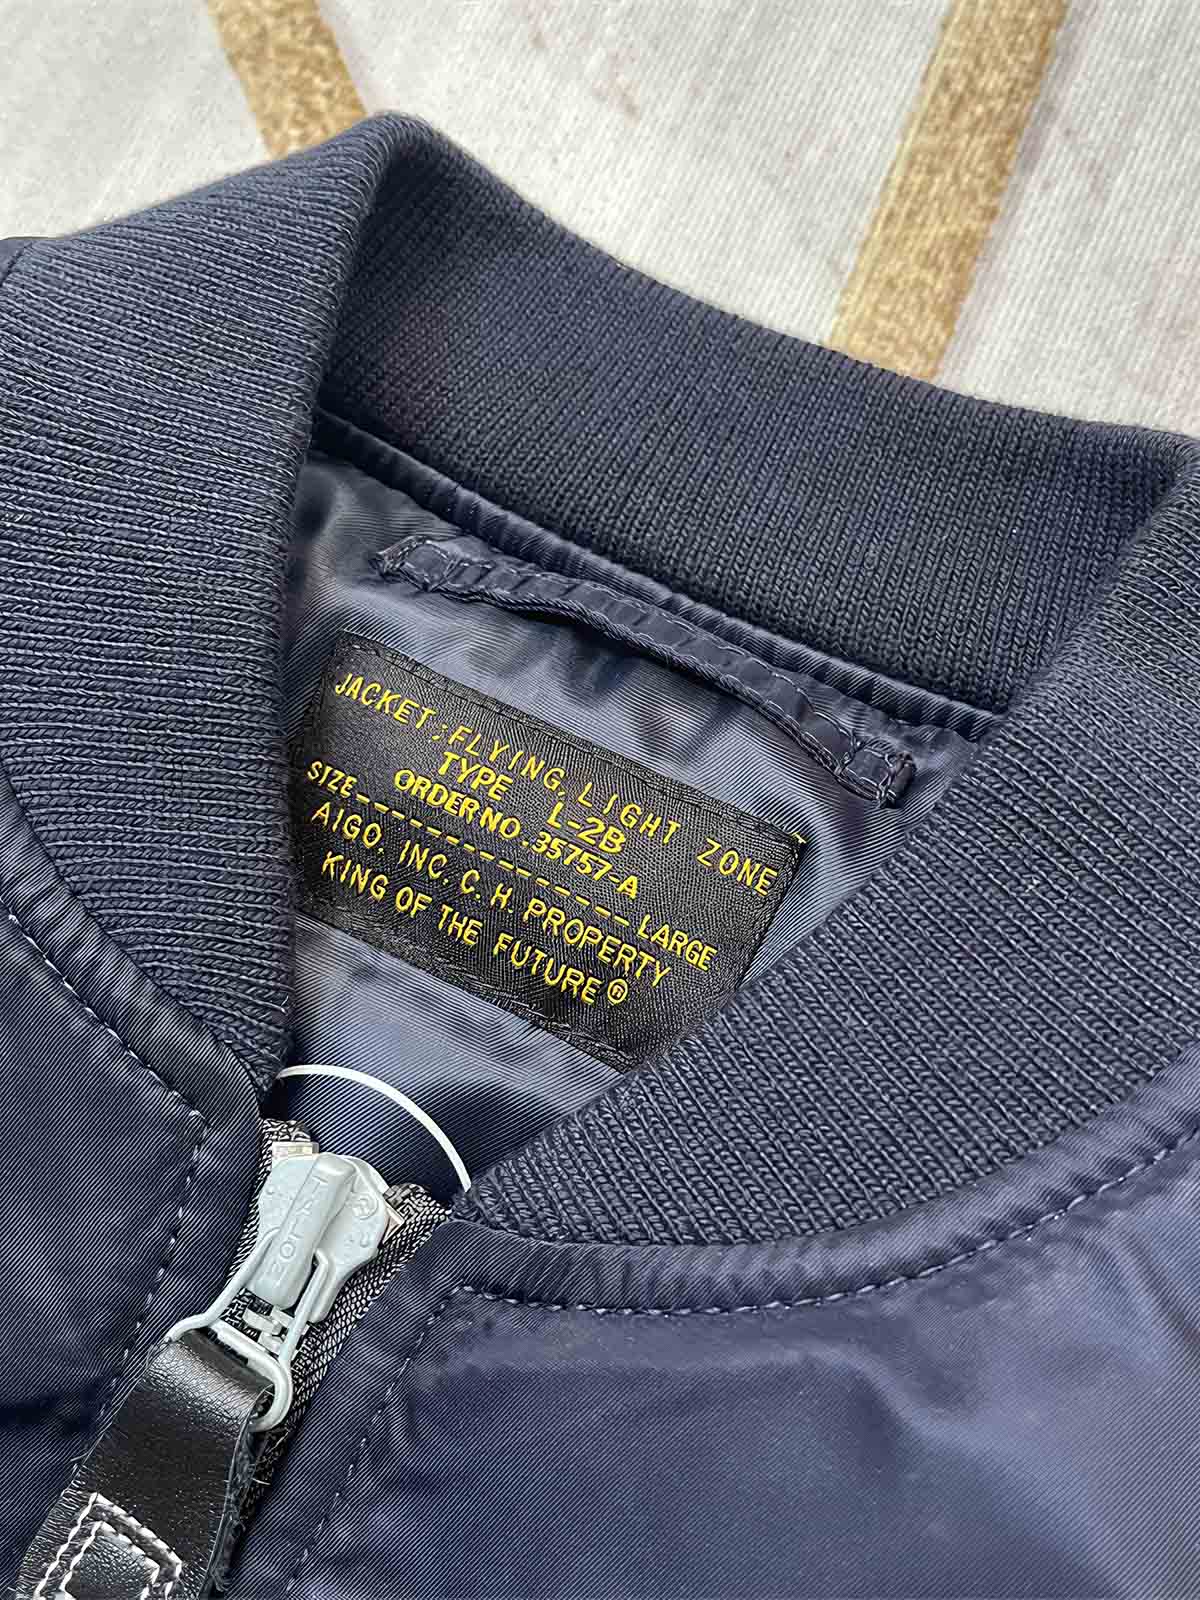 JACKET; FLYING, LIGHT ZONE
TYPE L-2B
ORDER NO. 35757-A
SIZE---------------LARGE
AIGO, INC. C. H. PROPERTY
KING OF THE FUTURE®